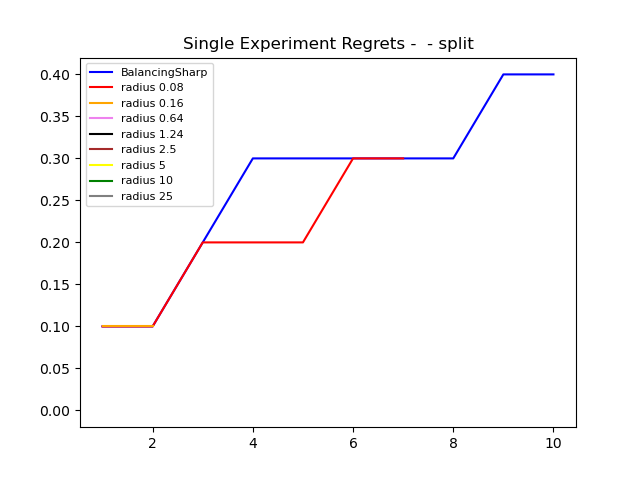 Single Experiment Regrets -  - split
0.40
0.35
0.30
0.25
0.20
0.15
0.10
0.05
0.00
BalancingSharp
radius 0.08
radius 0.16
radius 0.64
radius 1.24
radius 2.5
radius 5
radius 10
radius 25
2 4 6 8 10